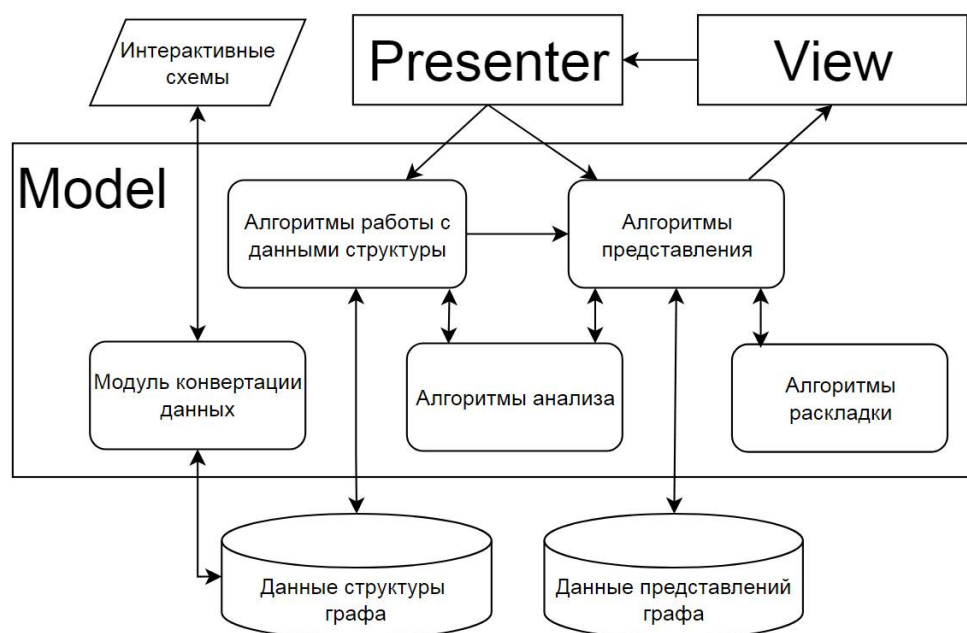 Интерактивные
схемы
Presenter
View
Model
Алгоритмы работы с
данными структуры
Алгоритмы
представления
Модуль конвертации
данных
Алгоритмы анализа
Алгоритмы
раскладки
Данные структуры
графа
Данные представлений
графа